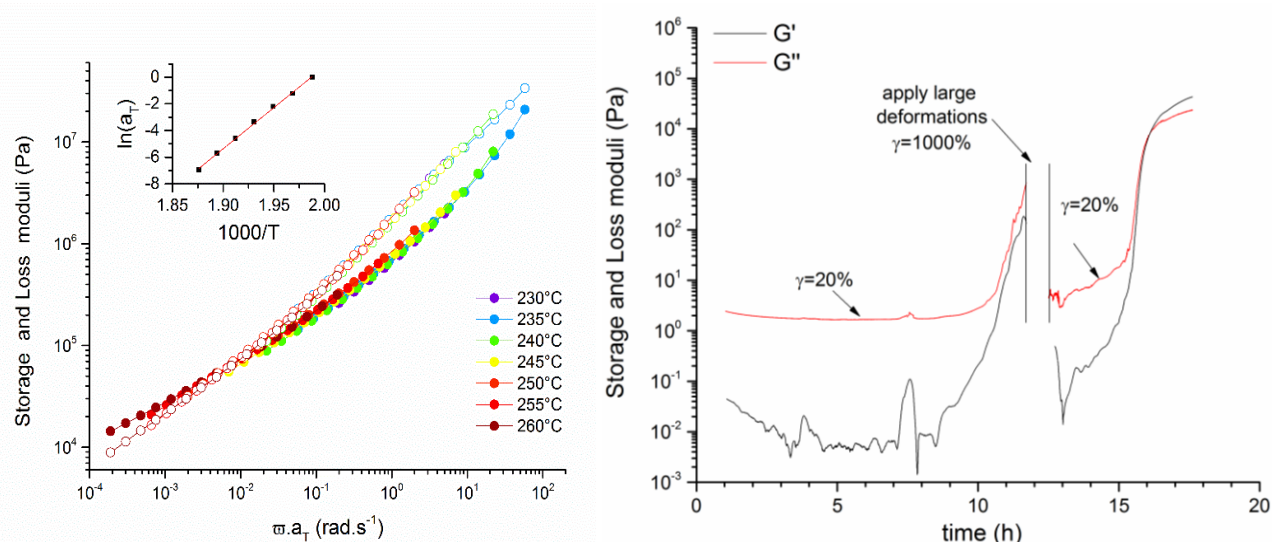 Storage and Loss moduli (Pa)
10^7
10^6
10^5
10^4
10^-4
10^-3
10^-2
10^-1
10^0
10^1
10^2
ϖ.a_T (rad.s^-1)
ln(a_T)
0
-2
-4
-6
-8
1.85
1.90
1.95
2.00
1000/T
230°C
235°C
240°C
245°C
250°C
255°C
260°C
Storage and Loss moduli (Pa)
10^6
10^5
10^4
10^3
10^2
10^1
10^0
10^-1
10^-2
10^-3
G'
G''
apply large
deformations
γ=1000%
γ=20%
γ=20%
0
5
10
15
20
time (h)